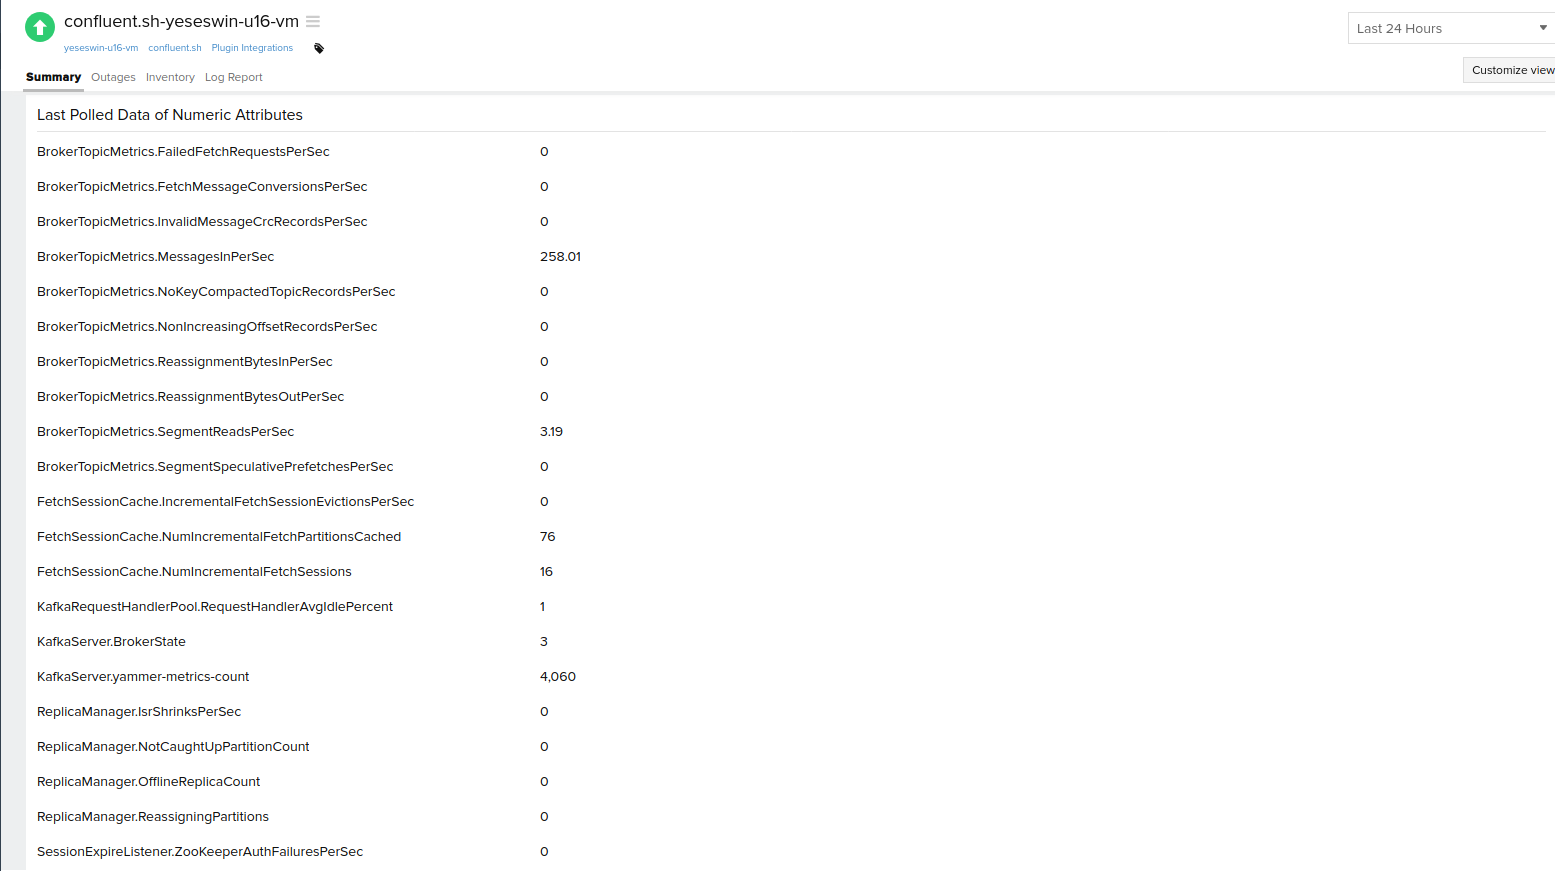 confluent.sh-yeseswin-u16-vm
yeseswin-u16-vm confluent.sh Plugin Integrations
Last 24 Hours
Summary Outages Inventory Log Report
Customize view
Last Polled Data of Numeric Attributes
BrokerTopicMetrics.FailedFetchRequestsPerSec 0
BrokerTopicMetrics.FetchMessageConversionsPerSec 0
BrokerTopicMetrics.InvalidMessageCrcRecordsPerSec 0
BrokerTopicMetrics.MessagesInPerSec 258.01
BrokerTopicMetrics.NoKeyCompactedTopicRecordsPerSec 0
BrokerTopicMetrics.NonIncreasingOffsetRecordsPerSec 0
BrokerTopicMetrics.ReassignmentBytesInPerSec 0
BrokerTopicMetrics.ReassignmentBytesOutPerSec 0
BrokerTopicMetrics.SegmentReadsPerSec 3.19
BrokerTopicMetrics.SegmentSpeculativePrefetchesPerSec 0
FetchSessionCache.IncrementalFetchSessionEvictionsPerSec 0
FetchSessionCache.NumIncrementalFetchPartitionsCached 76
FetchSessionCache.NumIncrementalFetchSessions 16
KafkaRequestHandlerPool.RequestHandlerAvgIdlePercent 1
KafkaServer.BrokerState 3
KafkaServer.yammer-metrics-count 4,060
ReplicaManager.IsrShrinksPerSec 0
ReplicaManager.NotCaughtUpPartitionCount 0
ReplicaManager.OfflineReplicaCount 0
ReplicaManager.ReassigningPartitions 0
SessionExpireListener.ZooKeeperAuthFailuresPerSec 0